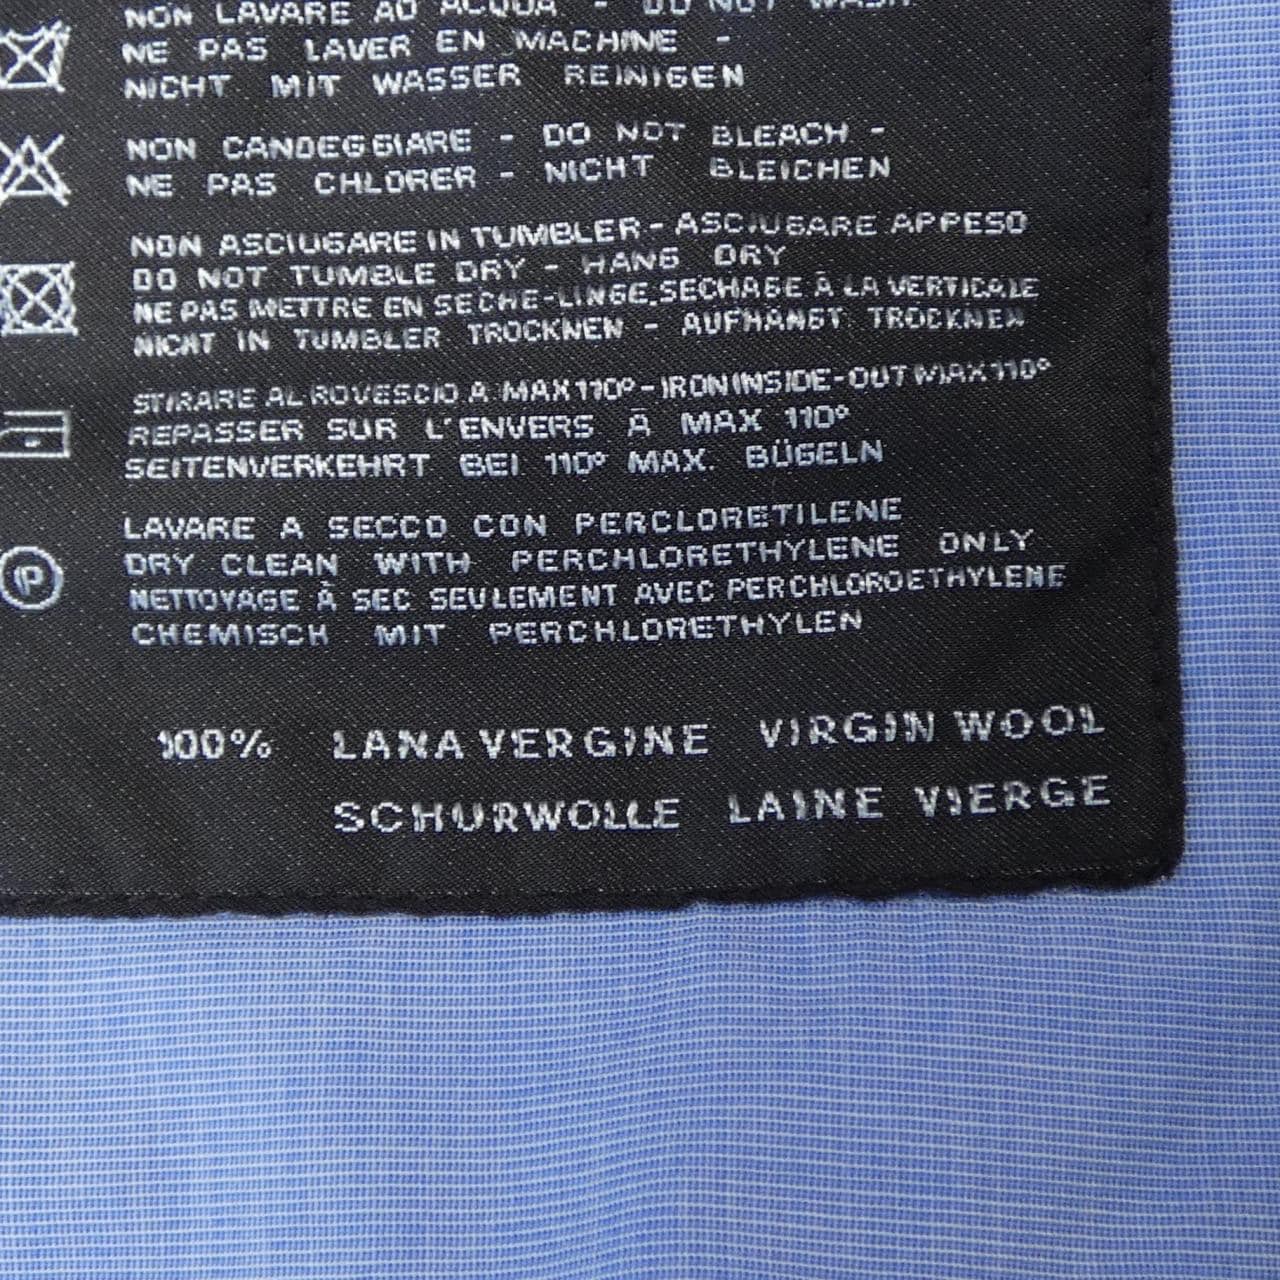 NON LAVARE AD ACQUA - DO NOT WASH
NE PAS LAVER EN MACHINE -
NICHT MIT WASSER REINIGEN
NON CANDEGGIARE - DO NOT BLEACH -
NE PAS CHLORER - NICHT BLEICHEN
NON ASCIUGARE IN TUMBLER - ASCIUGARE APPESO
DO NOT TUMBLE DRY - HANG DRY
NE PAS METTRE EN SECHE-LINGE.SECHAGE À LA VERTICALE
NICHT IN TUMBLER TROCKNEN - AUFHANGT TROCKNEN
STIRARE AL ROVESCIO A MAX 110° - IRON INSIDE-OUT MAX 110°
REPASSER SUR L'ENVERS À MAX 110°
SEITENVERKEHRT BEI 110° MAX. BÜGELN
LAVARE A SECCO CON PERCLORETILENE
DRY CLEAN WITH PERCHLORETHYLENE ONLY
P NETTOYAGE À SEC SEULEMENT AVEC PERCHLOROETHYLENE
CHEMISCH MIT PERCHLORETHYLEN
100% LANA VERGINE VIRGIN WOOL
SCHURWOLLE LAINE VIERGE